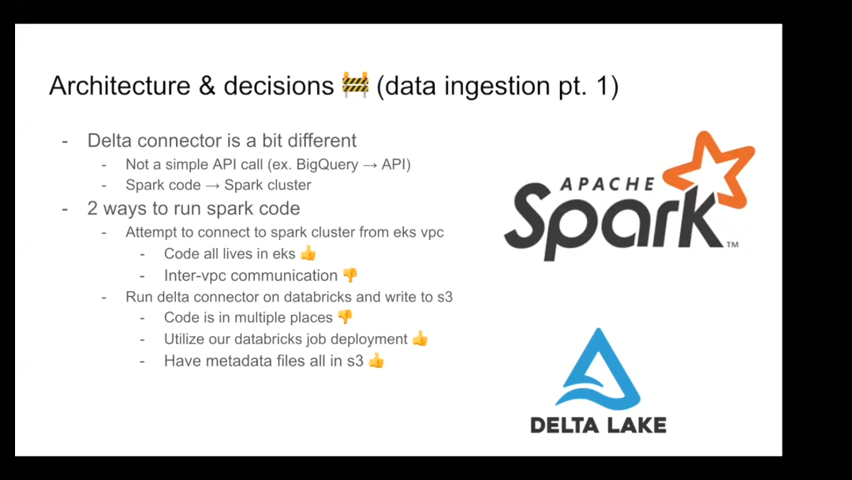 Architecture & decisions 🚧 (data ingestion pt. 1)
- Delta connector is a bit different
- Not a simple API call (ex. BigQuery → API)
- Spark code → Spark cluster
- 2 ways to run spark code
- Attempt to connect to spark cluster from eks vpc
- Code all lives in eks 👍
- Inter-vpc communication 👎
- Run delta connector on databricks and write to s3
- Code is in multiple places 👎
- Utilize our databricks job deployment 👍
- Have metadata files all in s3 👍
APACHE
Spark™
DELTA LAKE